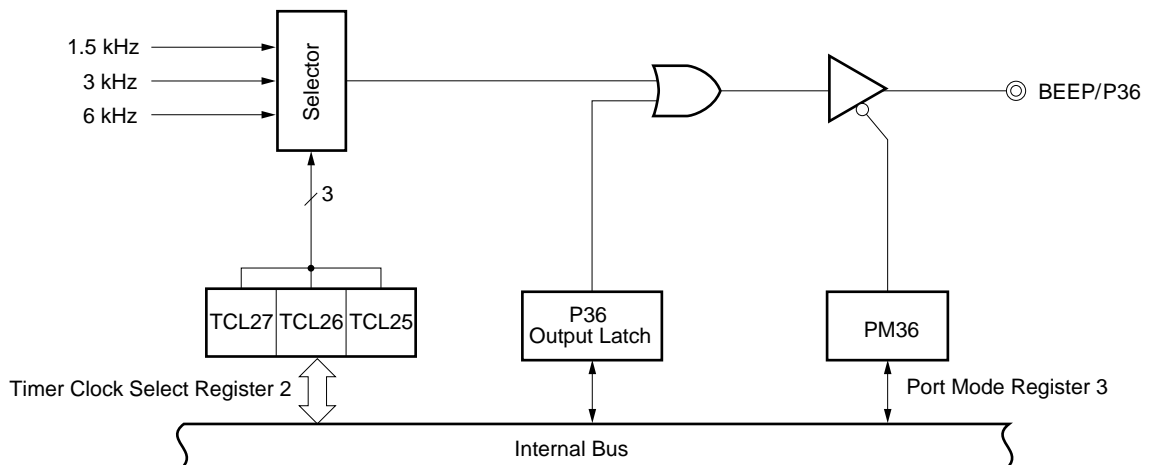 1.5 kHz
3 kHz
6 kHz
Selector
BEEP/P36
3
TCL27 TCL26 TCL25
P36
Output Latch
PM36
Timer Clock Select Register 2
Port Mode Register 3
Internal Bus